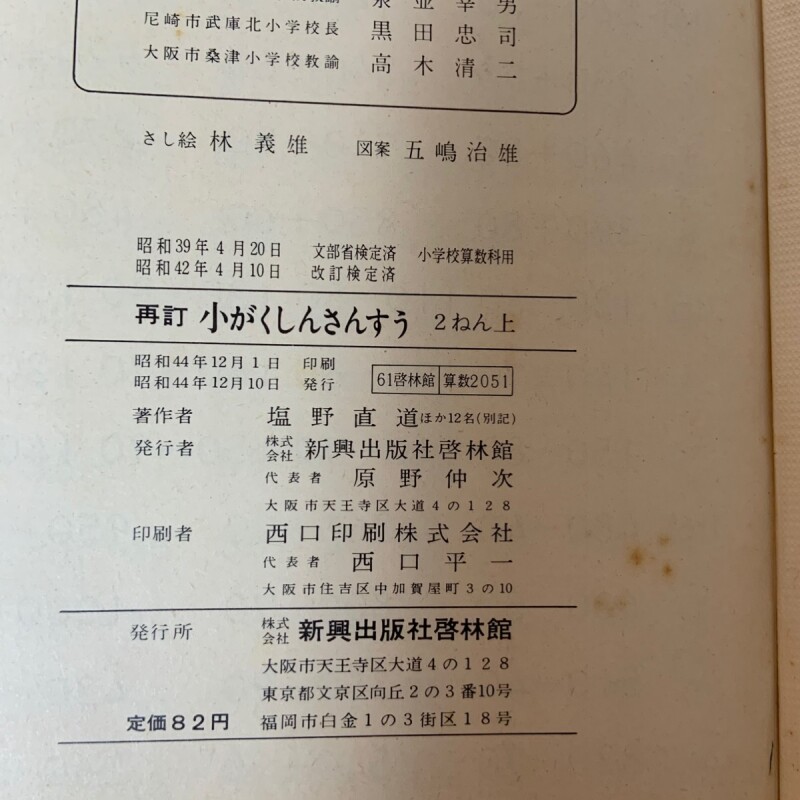 泉並幸男
尼崎市武庫北小学校長 黒田忠司
大阪市桑津小学校教諭 高木清二
さし絵 林義雄 図案 五嶋治雄
昭和39年4月20日 文部省検定済 小学校算数科用
昭和42年4月10日 改訂検定済
再訂 小がくしんさんすう 2ねん上
昭和44年12月1日 印刷
昭和44年12月10日 発行 61啓林館 算数2051
著作者 塩野直道 ほか12名(別記)
発行者 株式会社 新興出版社啓林館
代表者 原野仲次
大阪市天王寺区大道4の128
印刷者 西口印刷株式会社
代表者 西口平一
大阪市住吉区中加賀屋町3の10
発行所 株式会社 新興出版社啓林館
大阪市天王寺区大道4の128
東京都文京区向丘2の3番10号
定価82円 福岡市白金1の3街区18号